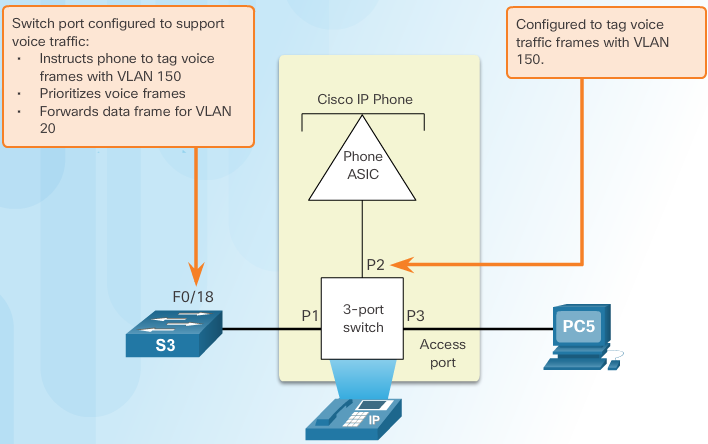 Switch port configured to support
voice traffic:
• Instructs phone to tag voice
frames with VLAN 150
• Prioritizes voice frames
• Forwards data frame for VLAN
20
Configured to tag voice
traffic frames with VLAN
150.
Cisco IP Phone
Phone
ASIC
P2
F0/18
P1
3-port
switch
P3
PC5
S3
Access
port
IP